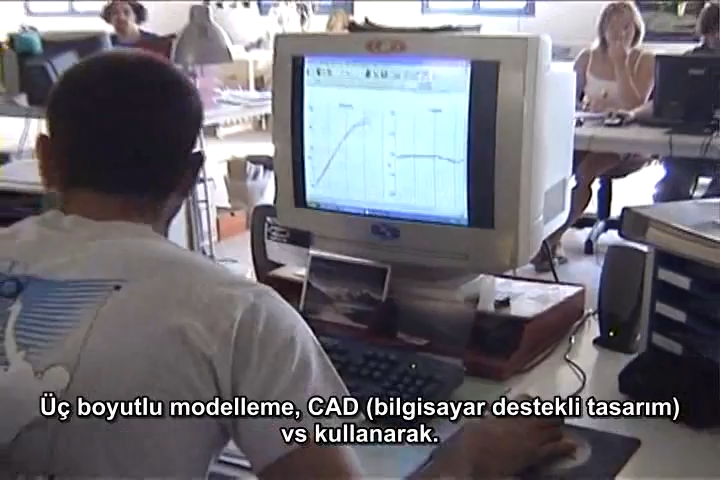 Üç boyutlu modelleme, CAD (bilgisayar destekli tasarım)
vs kullanarak.